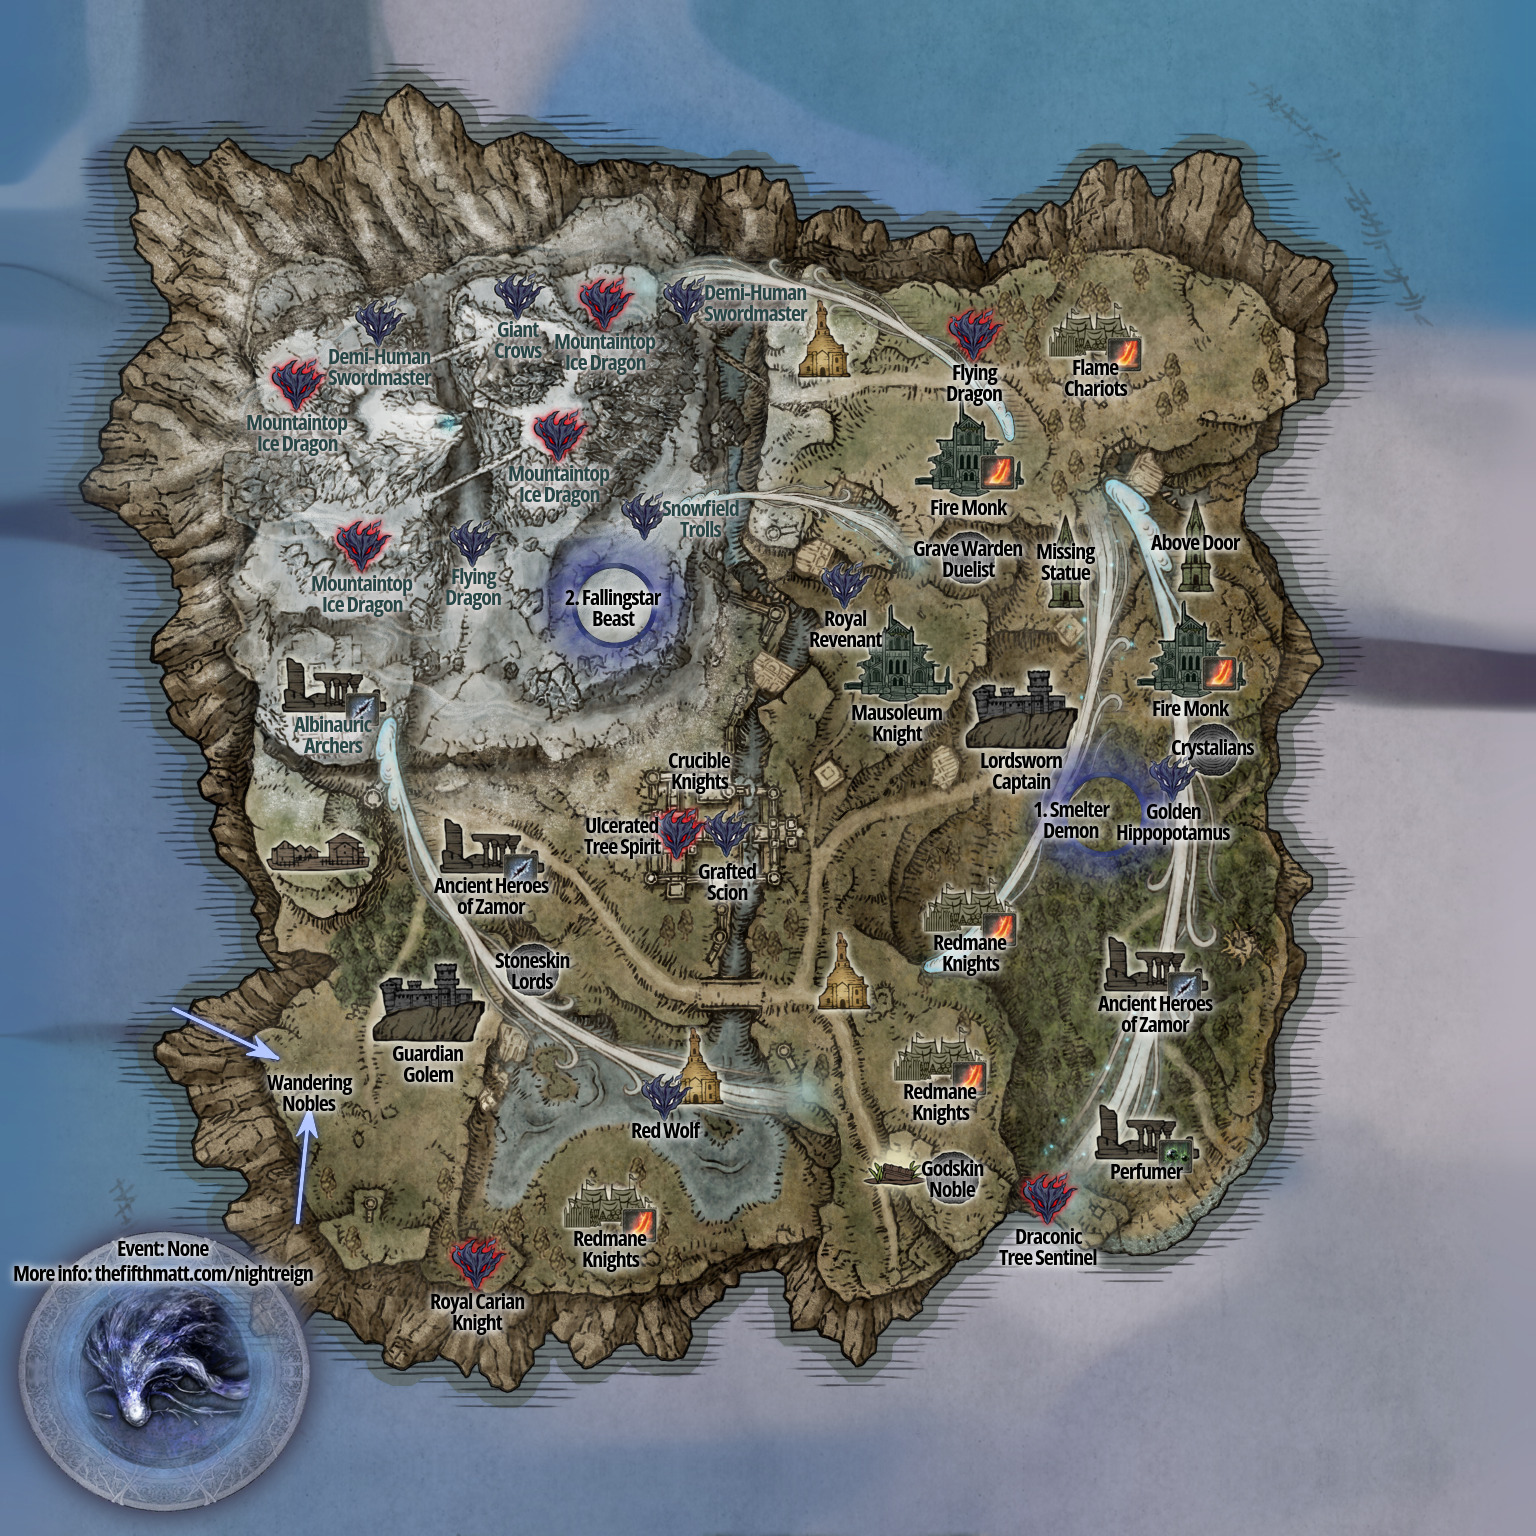 Demi-Human
Swordmaster
Giant
Crows
Mountaintop
Ice Dragon
Demi-Human
Swordmaster
Mountaintop
Ice Dragon
Flying
Dragon
Flame
Chariots
Mountaintop
Ice Dragon
Fire Monk
Snowfield
Trolls
Grave Warden
Duelist
Missing
Statue
Above Door
Mountaintop
Ice Dragon
Flying
Dragon
2. Fallingstar
Beast
Royal
Revenant
Albinauric
Archers
Mausoleum
Knight
Fire Monk
Crystalians
Crucible
Knights
Lordsworn
Captain
Ulcerated
Tree Spirit
Grafted
Scion
1. Smelter
Demon
Golden
Hippopotamus
Ancient Heroes
of Zamor
Stoneskin
Lords
Redmane
Knights
Ancient Heroes
of Zamor
Guardian
Golem
Wandering
Nobles
Red Wolf
Redmane
Knights
Godskin
Noble
Perfumer
Redmane
Knights
Draconic
Tree Sentinel
Royal Carian
Knight
Event: None
More info: thefifthmatt.com/nightreign